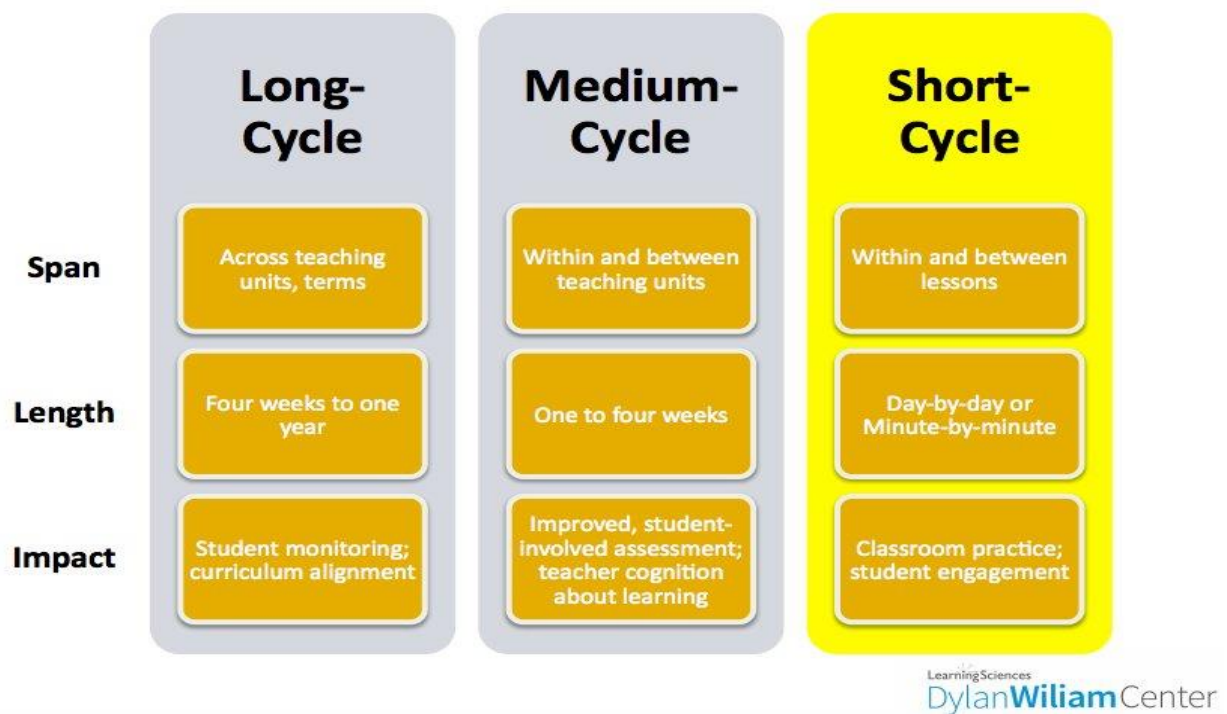 Long-
Cycle
Medium-
Cycle
Short-
Cycle
Span
Across teaching
units, terms
Within and between
teaching units
Within and between
lessons
Length
Four weeks to one
year
One to four weeks
Day-by-day or
Minute-by-minute
Impact
Student monitoring;
curriculum alignment
Improved, student-
involved assessment;
teacher cognition
about learning
Classroom practice;
student engagement
LearningSciences
DylanWiliamCenter